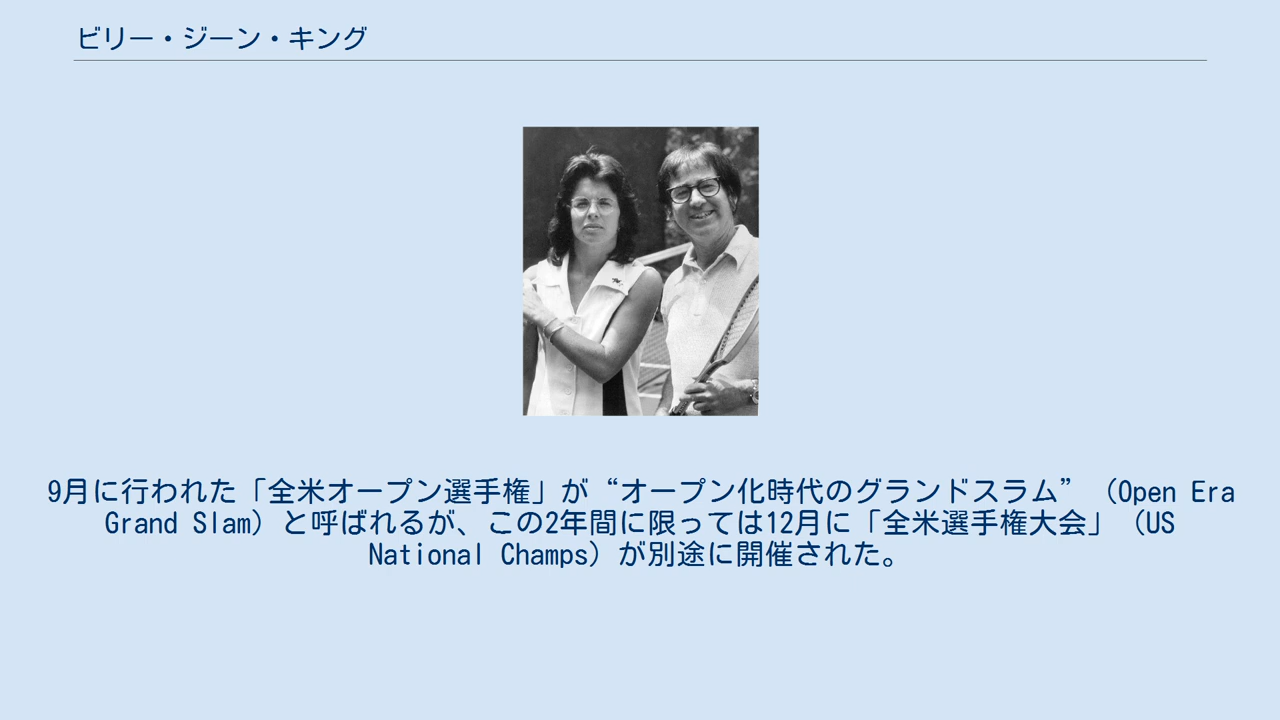 ビリー・ジーン・キング
9月に行われた「全米オープン選手権」が“オープン化時代のグランドスラム”（Open Era
Grand Slam）と呼ばれるが、この2年間に限っては12月に「全米選手権大会」（US
National Champs）が別途に開催された。